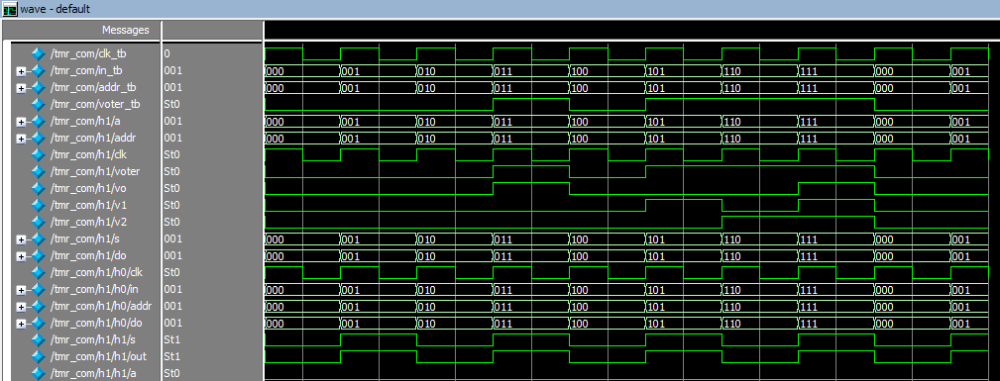 wave - default
Messages
/tmr_com/clk_tb 0
/tmr_com/in_tb 001 000 001 010 011 100 101 110 111 000 001
/tmr_com/addr_tb 001 000 001 010 011 100 101 110 111 000 001
/tmr_com/voter_tb St0
/tmr_com/h1/a 001 000 001 010 011 100 101 110 111 000 001
/tmr_com/h1/addr 001 000 001 010 011 100 101 110 111 000 001
/tmr_com/h1/clk St0
/tmr_com/h1/voter St0
/tmr_com/h1/vo St0
/tmr_com/h1/v1 St0
/tmr_com/h1/v2 St0
/tmr_com/h1/s 001 000 001 010 011 100 101 110 111 000 001
/tmr_com/h1/do 001 000 001 010 011 100 101 110 111 000 001
/tmr_com/h1/h0/clk St0
/tmr_com/h1/h0/in 001 000 001 010 011 100 101 110 111 000 001
/tmr_com/h1/h0/addr 001 000 001 010 011 100 101 110 111 000 001
/tmr_com/h1/h0/do 001 000 001 010 011 100 101 110 111 000 001
/tmr_com/h1/h1/s St1
/tmr_com/h1/h1/out St1
/tmr_com/h1/h1/a St0